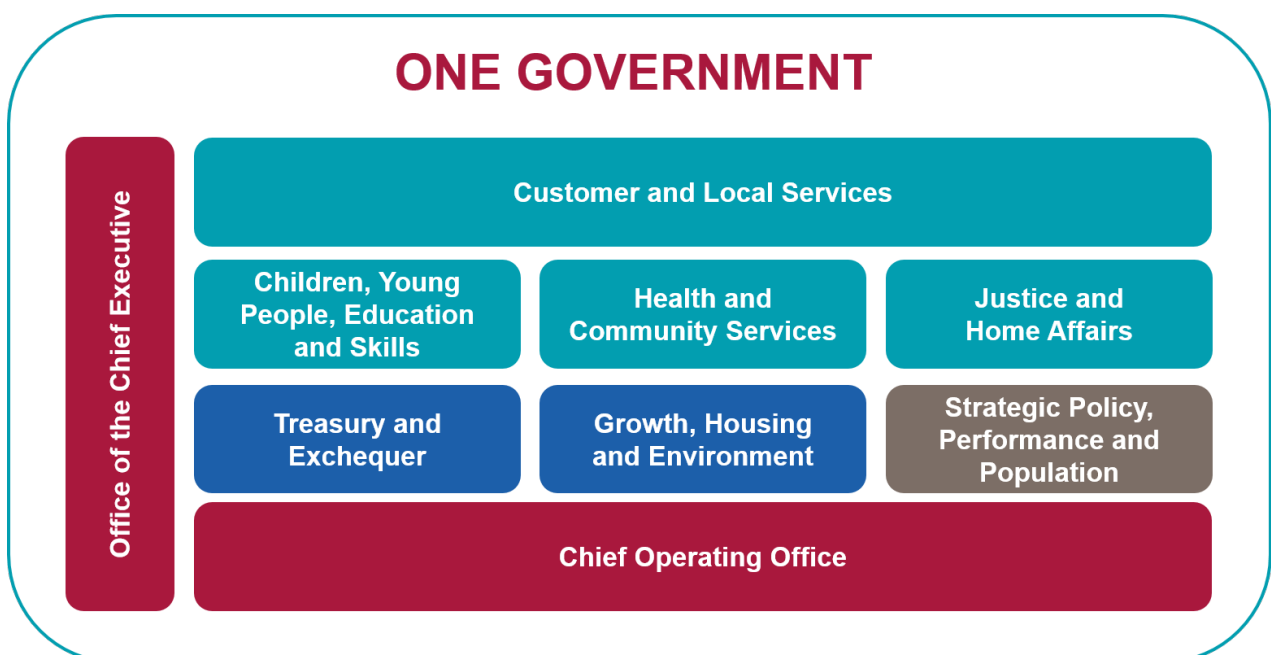 ONE GOVERNMENT
Office of the Chief Executive
Customer and Local Services
Children, Young
People, Education
and Skills
Health and
Community Services
Justice and
Home Affairs
Treasury and
Exchequer
Growth, Housing
and Environment
Strategic Policy,
Performance and
Population
Chief Operating Office